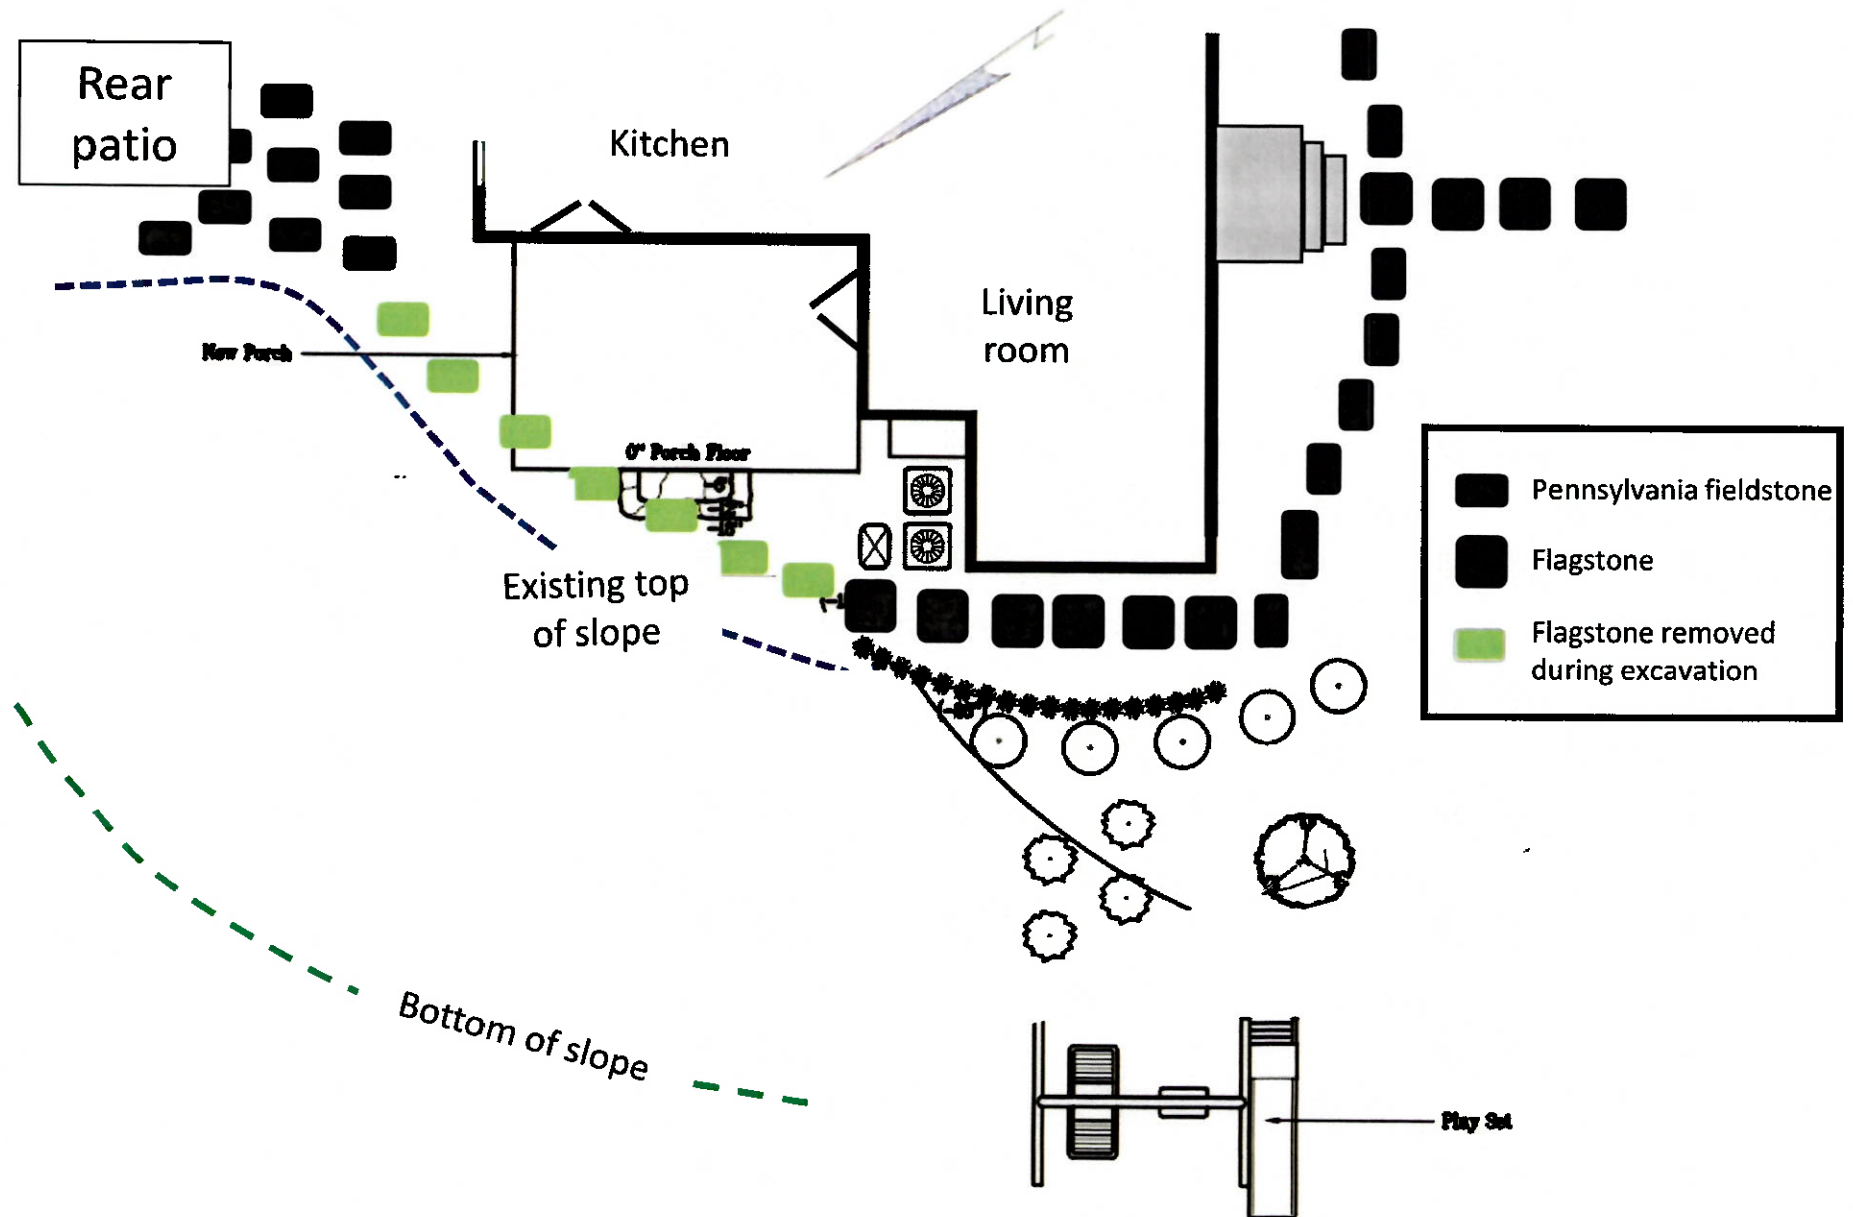 Rear
patio
Kitchen
Living
room
New Porch
0" Porch Floor
Existing top
of slope
Pennsylvania fieldstone
Flagstone
Flagstone removed
during excavation
Bottom of slope
Play Set